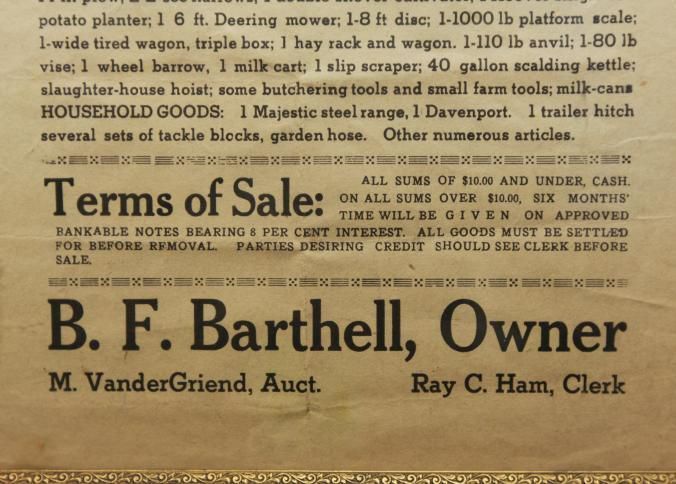 potato planter; 1 6 ft. Deering mower; 1-8 ft disc; 1-1000 lb platform scale;
1-wide tired wagon, triple box; 1 hay rack and wagon. 1-110 lb anvil; 1-80 lb
vise; 1 wheel barrow, 1 milk cart; 1 slip scraper; 40 gallon scalding kettle;
slaughter-house hoist; some butchering tools and small farm tools; milk-cans
HOUSEHOLD GOODS: 1 Majestic steel range, 1 Davenport. 1 trailer hitch
several sets of tackle blocks, garden hose. Other numerous articles.
Terms of Sale: ALL SUMS OF $10.00 AND UNDER, CASH.
ON ALL SUMS OVER $10.00, SIX MONTHS'
TIME WILL BE GIVEN ON APPROVED
BANKABLE NOTES BEARING 8 PER CENT INTEREST. ALL GOODS MUST BE SETTLED
FOR BEFORE REMOVAL. PARTIES DESIRING CREDIT SHOULD SEE CLERK BEFORE
SALE.
B. F. Barthell, Owner
M. VanderGriend, Auct. Ray C. Ham, Clerk